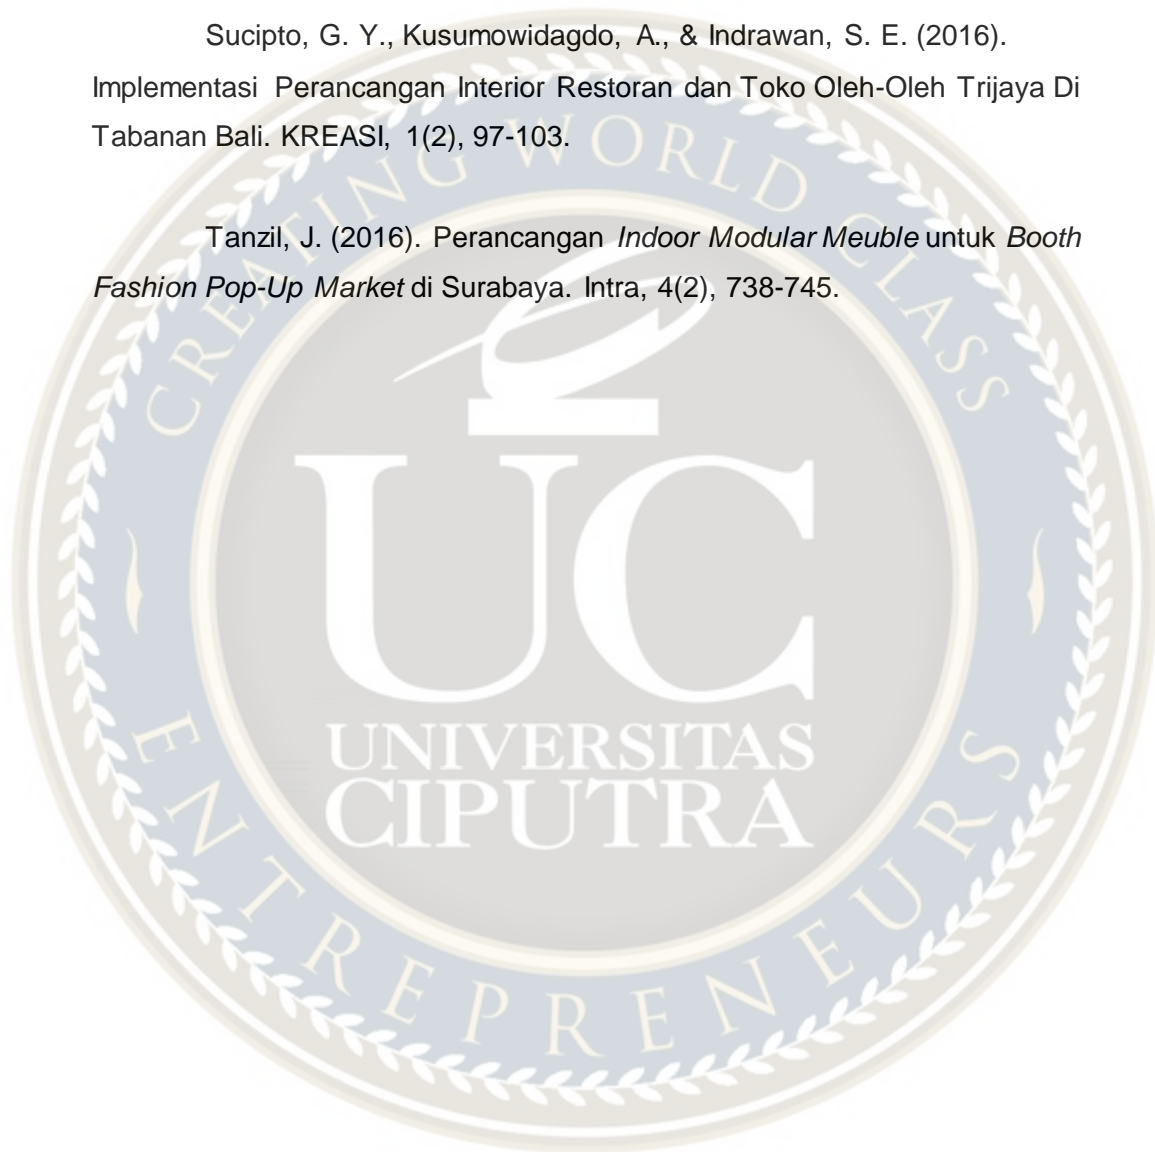 Sucipto, G. Y., Kusumowidagdo, A., & Indrawan, S. E. (2016).
Implementasi Perancangan Interior Restoran dan Toko Oleh-Oleh Trijaya Di
Tabanan Bali. KREASI, 1(2), 97-103.
Tanzil, J. (2016). Perancangan Indoor Modular Meuble untuk Booth
Fashion Pop-Up Market di Surabaya. Intra, 4(2), 738-745.
CREATING WORLD CLASS
UC
UNIVERSITAS
CIPUTRA
ENTREPRENEURS